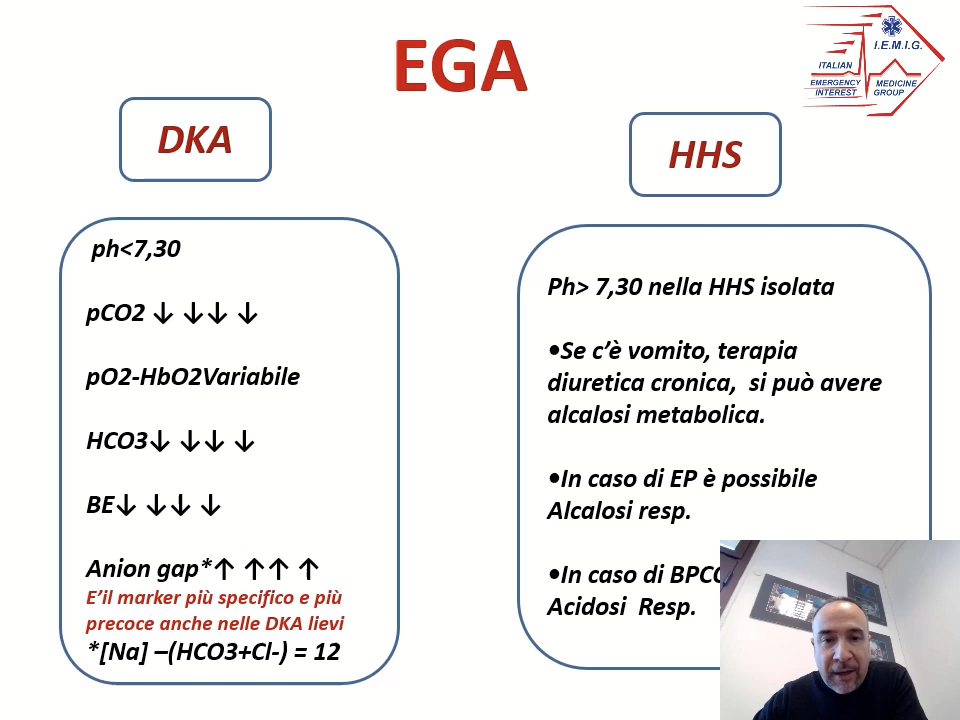 EGA
I.E.M.I.G.
ITALIAN
EMERGENCY
INTEREST
MEDICINE
GROUP
DKA
HHS
ph<7,30
pCO2 ↓ ↓↓ ↓
pO2-HbO2Variabile
HCO3↓ ↓↓ ↓
BE↓ ↓↓ ↓
Anion gap*↑ ↑↑ ↑
E'il marker più specifico e più
precoce anche nelle DKA lievi
*[Na] –(HCO3+Cl-) = 12
Ph> 7,30 nella HHS isolata
•Se c'è vomito, terapia
diuretica cronica, si può avere
alcalosi metabolica.
•In caso di EP è possibile
Alcalosi resp.
•In caso di
Acidosi Resp.